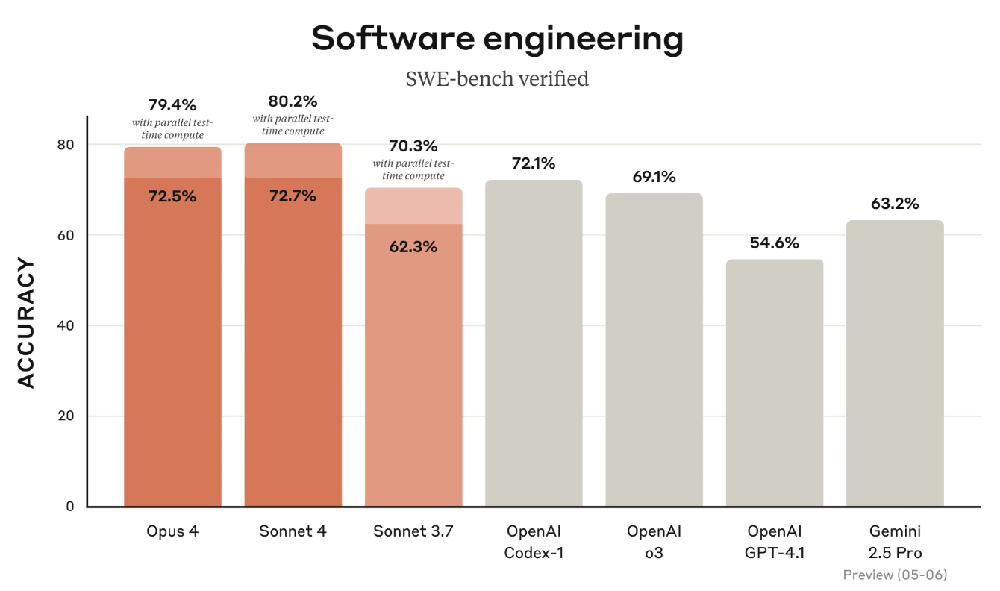 Software engineering
SWE-bench verified
79.4%
with parallel test-
time compute
80.2%
with parallel test-
time compute
70.3%
with parallel test-
time compute
72.1%
69.1%
54.6%
63.2%
72.5%
72.7%
62.3%
ACCURACY
80
60
40
20
0
Opus 4
Sonnet 4
Sonnet 3.7
OpenAI
Codex-1
OpenAI
o3
OpenAI
GPT-4.1
Gemini
2.5 Pro
Preview (05-06)